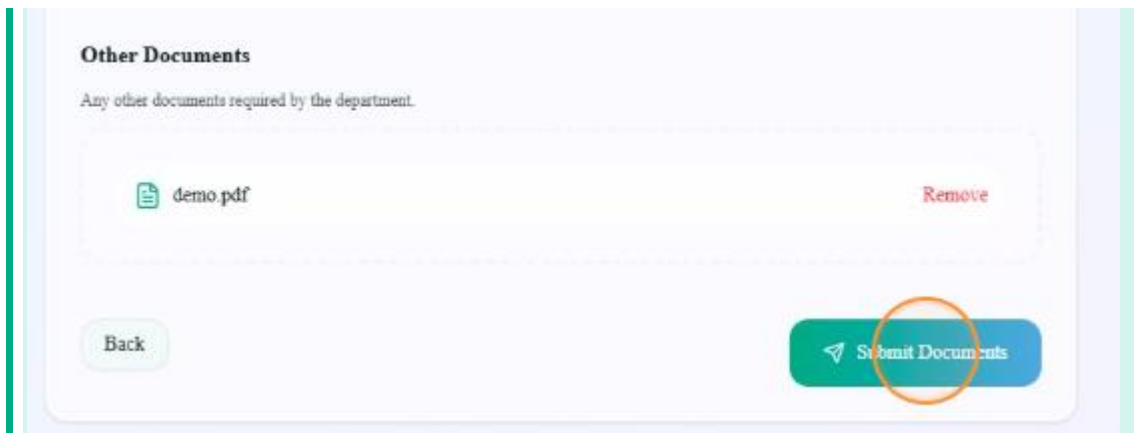 Other Documents
Any other documents required by the department.
demo.pdf
Remove
Back
Submit Documents